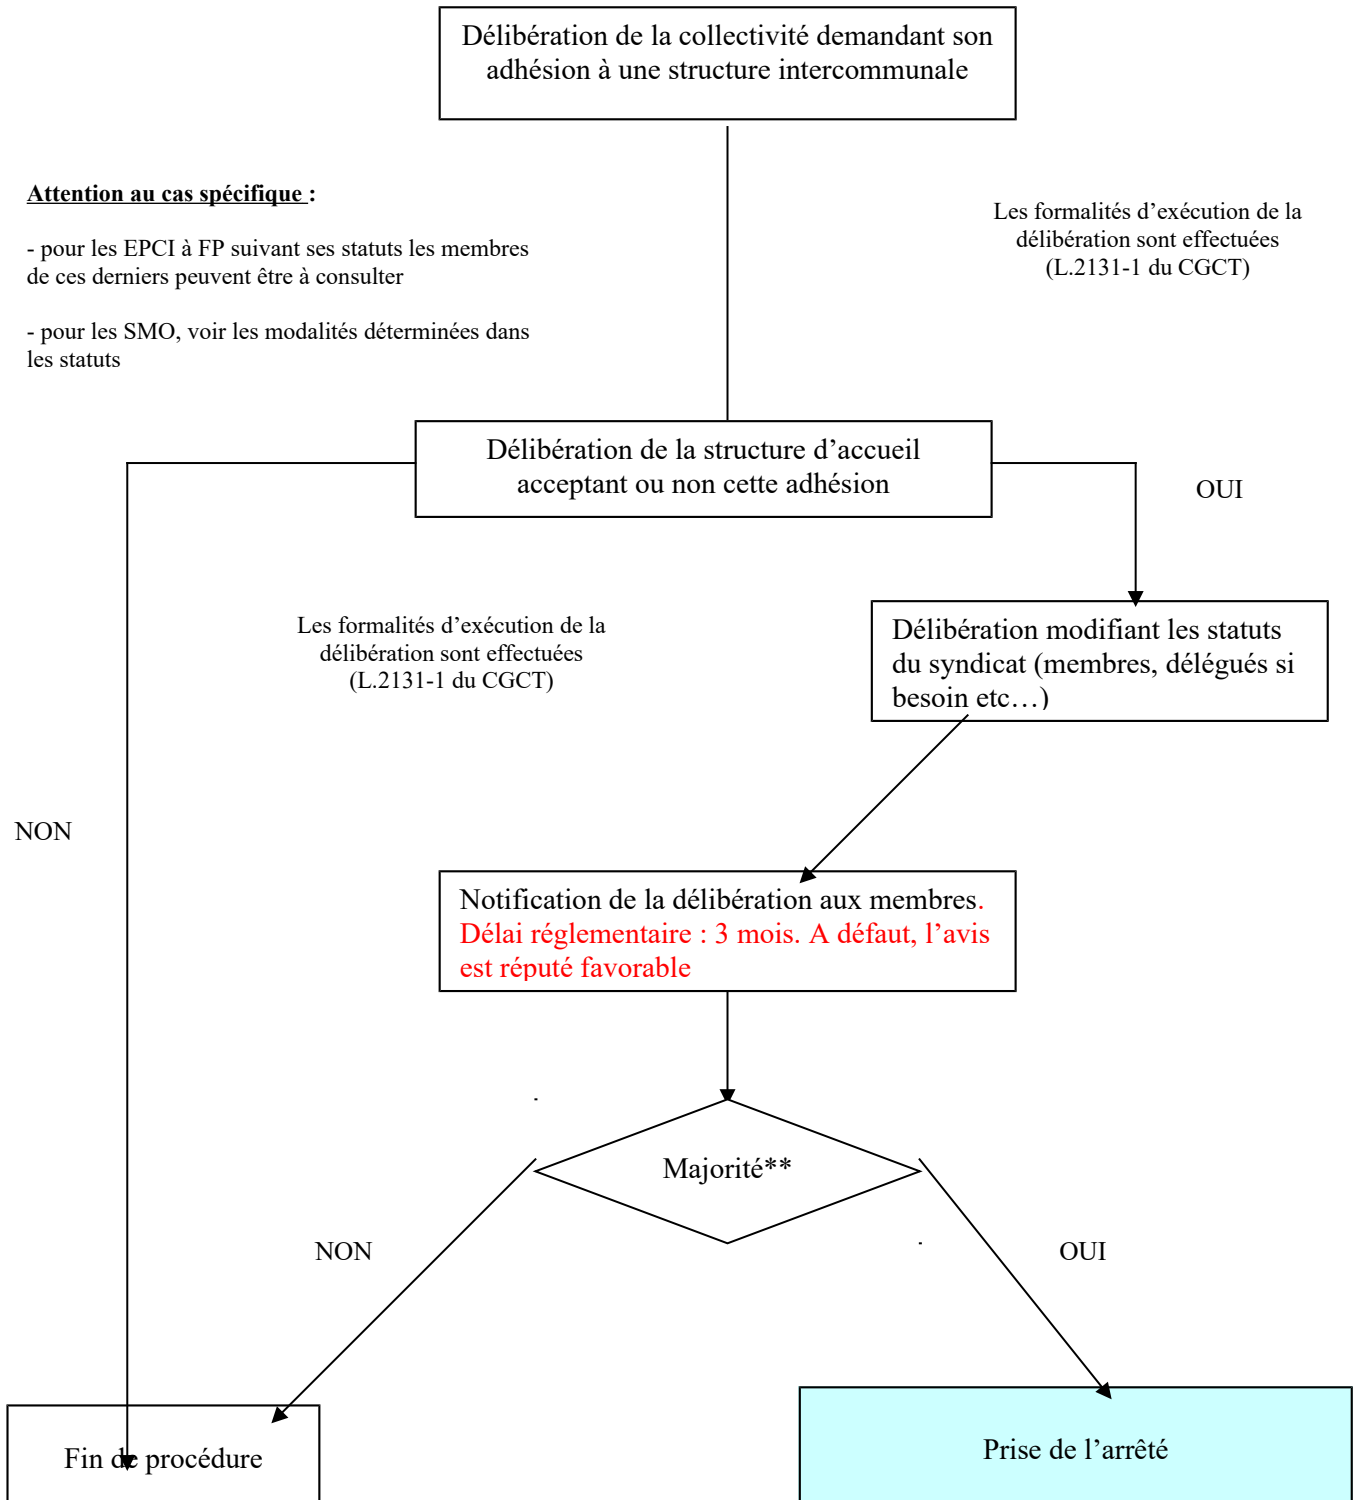 Délibération de la collectivité demandant son
adhésion à une structure intercommunale
Attention au cas spécifique :
- pour les EPCI à FP suivant ses statuts les membres
de ces derniers peuvent être à consulter
- pour les SMO, voir les modalités déterminées dans
les statuts
Les formalités d’exécution de la
délibération sont effectuées
(L.2131-1 du CGCT)
Délibération de la structure d’accueil
acceptant ou non cette adhésion
OUI
Les formalités d’exécution de la
délibération sont effectuées
(L.2131-1 du CGCT)
Délibération modifiant les statuts
du syndicat (membres, délégués si
besoin etc…)
NON
Notification de la délibération aux membres.
Délai réglementaire : 3 mois. A défaut, l’avis
est réputé favorable
Majorité**
NON
OUI
Fin de procédure
Prise de l’arrêté